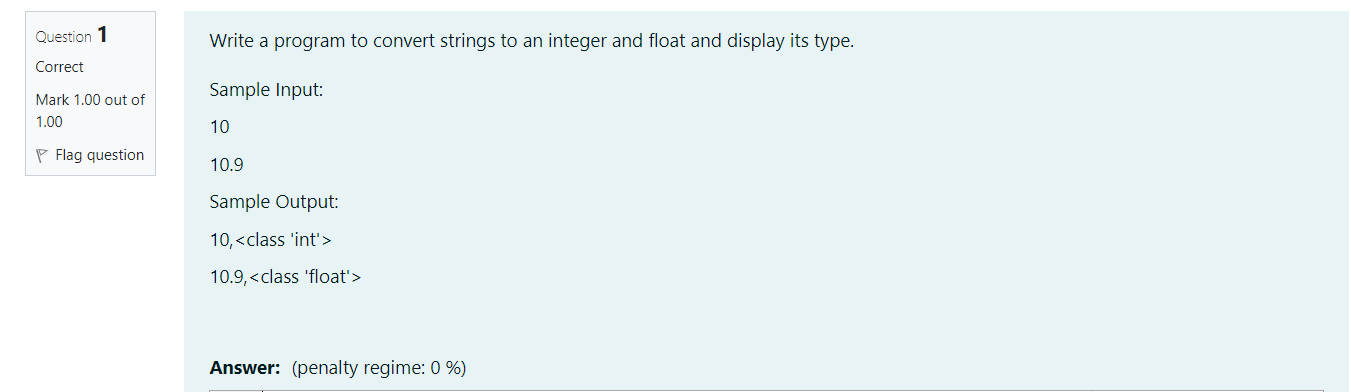 Question 1
Correct
Mark 1.00 out of
1.00
Flag question
Write a program to convert strings to an integer and float and display its type.
Sample Input:
10
10.9
Sample Output:
10,<class 'int'>
10.9,<class 'float'>
Answer: (penalty regime: 0 %)